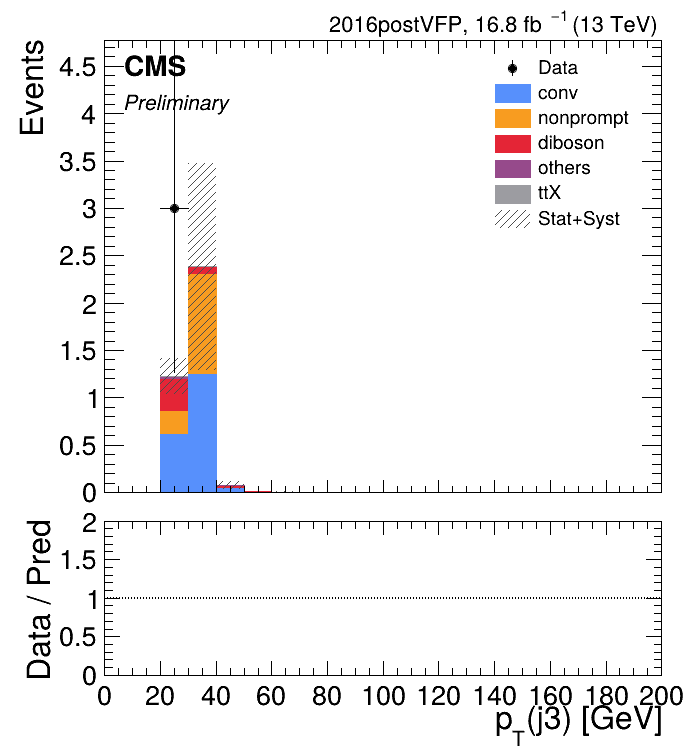 2016postVFP, 16.8 fb⁻¹ (13 TeV)
Events
CMS
Preliminary
Data
conv
nonprompt
diboson
others
ttX
Stat+Syst
4.5
4
3.5
3
2.5
2
1.5
1
0.5
0
Data / Pred
2
1.5
1
0.5
0
0 20 40 60 80 100 120 140 160 180 200
p_T(j3) [GeV]